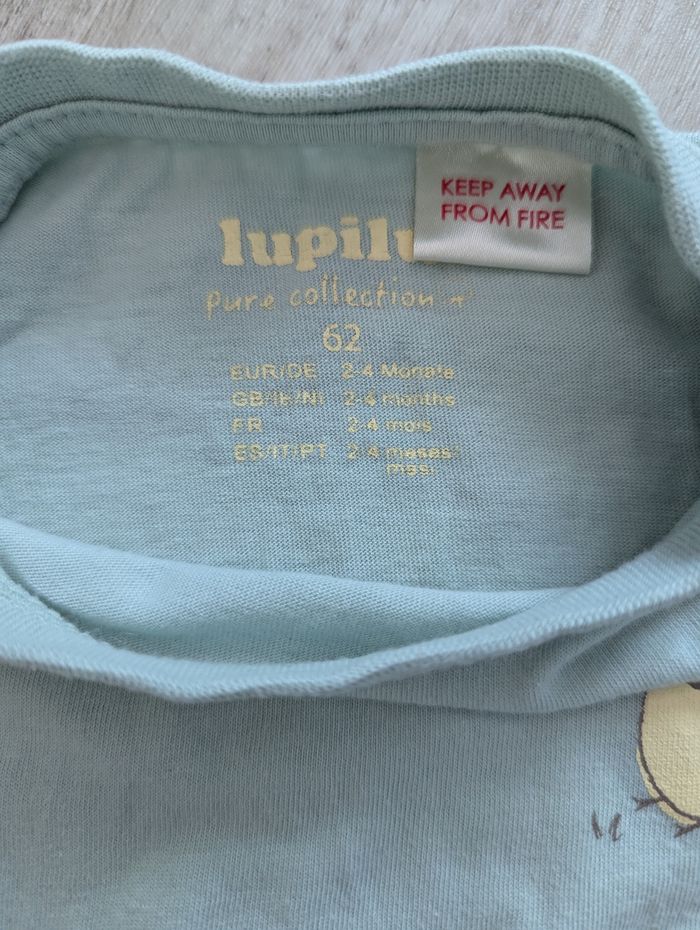 KEEP AWAY
FROM FIRE
lupilu
pure collection
62
EUR/DE 2-4 Monate
GB/IE/NI 2-4 months
FR 2-4 mois
ES/IT/PT 2-4 meses/
mesi